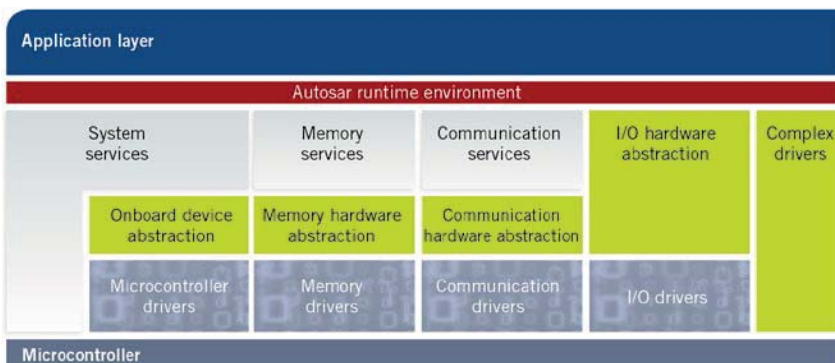 Application layer
Autosar runtime environment
System
services
Memory
services
Communication
services
I/O hardware
abstraction
Complex
drivers
Onboard device
abstraction
Memory hardware
abstraction
Communication
hardware abstraction
Microcontroller
drivers
Memory
drivers
Communication
drivers
I/O drivers
Microcontroller